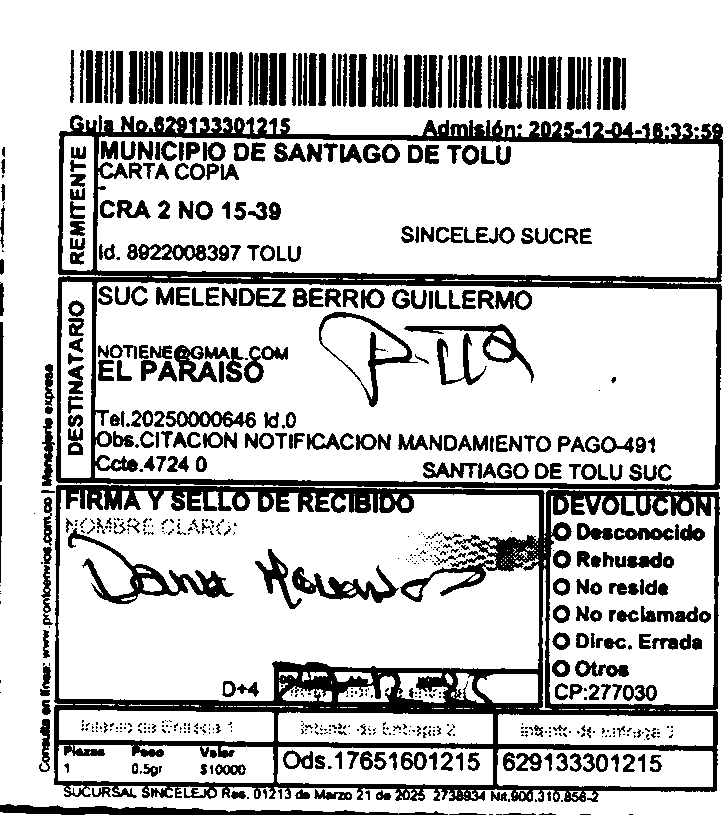 Guia No.629133301215 Admisión: 2025-12-04-16:33:59
REMITENTE
MUNICIPIO DE SANTIAGO DE TOLU
CARTA COPIA
-
CRA 2 NO 15-39
SINCELEJO SUCRE
Id. 8922008397 TOLU
DESTINATARIO
SUC MELENDEZ BERRIO GUILLERMO
NOTIENE@GMAIL.COM
EL PARAISO
Tel.20250000646 Id.0
Obs.CITACION NOTIFICACION MANDAMIENTO PAGO-491
Ccte.4724 0 SANTIAGO DE TOLU SUC
FIRMA Y SELLO DE RECIBIDO
NOMBRE CLARO:
Dana
D+4
DEVOLUCION
Desconocido
Rehusado
No reside
No reclamado
Direc. Errada
Otros
CP:277030
Intento de Entrega 1 Intento de Entrega 2 Intento de entrega 3
Piezas Peso Valor
1 0.5gr $10000
Ods.17651601215 629133301215
SUCURSAL SINCELEJO Res. 01213 de Marzo 21 de 2025 2738934 Nit.900.310.856-2
Consulta en linea: www.prontoenvios.com.co | Mensajeria expresa